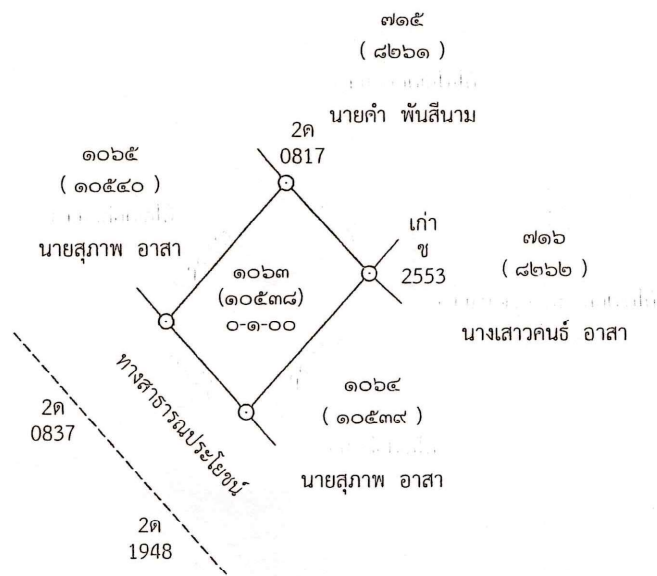 ๗๑๕
( ๘๒๖๑ )
นายคำ พันสีนาม
2ค
0817
๑๐๖๕
( ๑๐๕๔๐ )
นายสุภาพ อาสา
เก่า
ช
2553
๗๑๖
( ๘๒๖๒ )
นางเสาวคนธ์ อาสา
๑๐๖๓
(๑๐๕๓๘)
๐-๑-๐๐
๑๐๖๔
( ๑๐๕๓๙ )
นายสุภาพ อาสา
ทางสาธารณประโยชน์
2ด
0837
2ด
1948